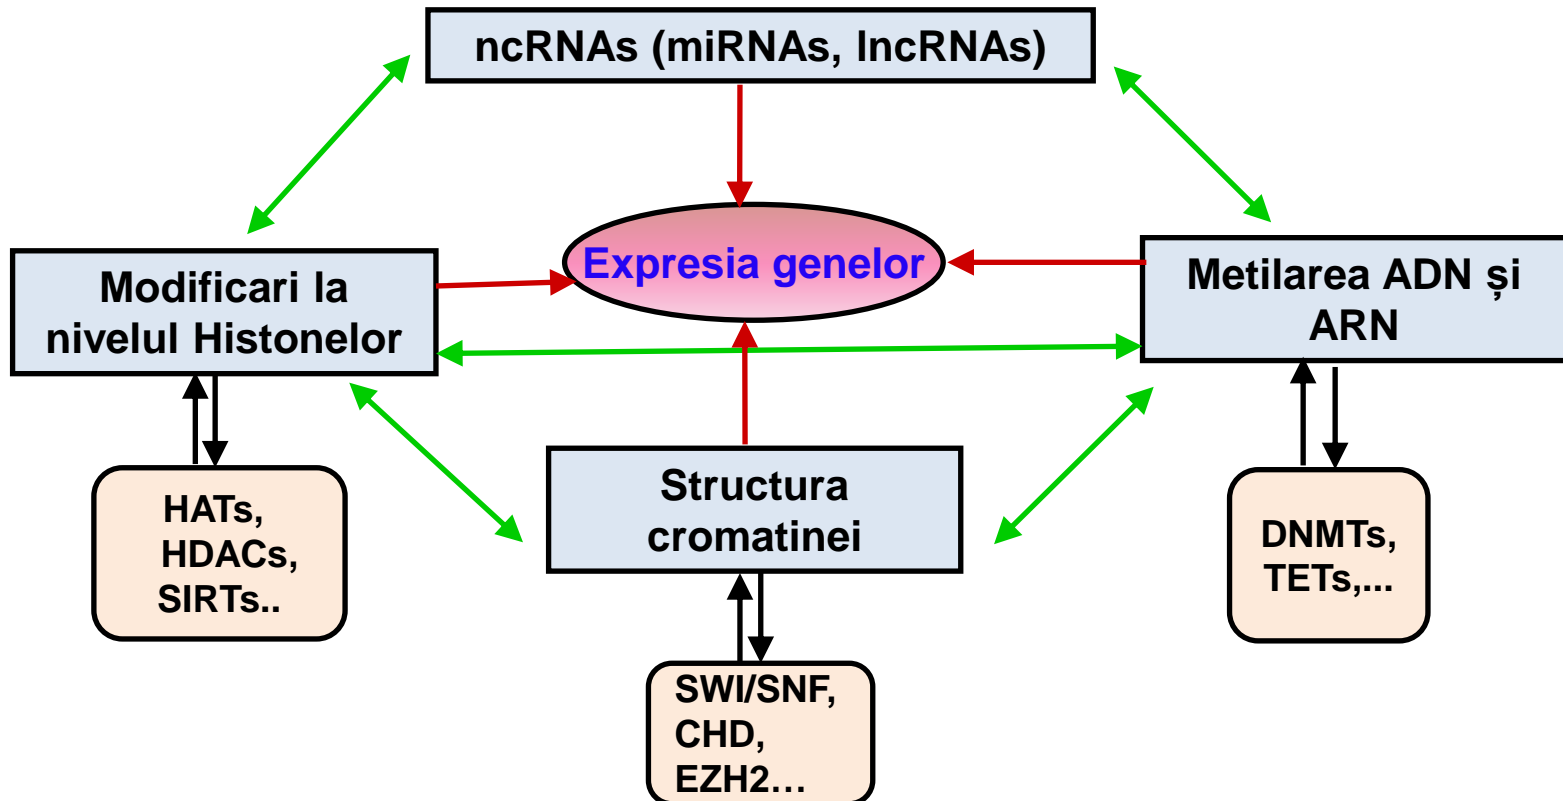 ncRNAs (miRNAs, lncRNAs)
Expresia genelor
Modificari la
nivelul Histonelor
Metilarea ADN și
ARN
Structura
cromatinei
HATs,
HDACs,
SIRTs..
DNMTs,
TETs,...
SWI/SNF,
CHD,
EZH2…